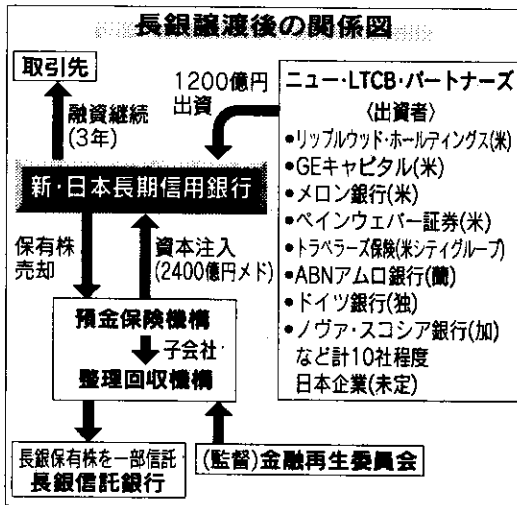 長銀譲渡後の関係図
取引先
1200億円
出資
融資継続
(3年)
新・日本長期信用銀行
保有株
売却
資本注入
(2400億円メド)
預金保険機構
子会社
整理回収機構
長銀保有株を一部信託
長銀信託銀行
(監督)金融再生委員会
ニュー・LTCB・パートナーズ
〈出資者〉
●リップルウッド・ホールディングス(米)
●GEキャピタル(米)
●メロン銀行(米)
●ペインウェバー証券(米)
●トラベラーズ保険(米シティグループ)
●ABNアムロ銀行(蘭)
●ドイツ銀行(独)
●ノヴァ・スコシア銀行(加)
など計10社程度
日本企業(未定)